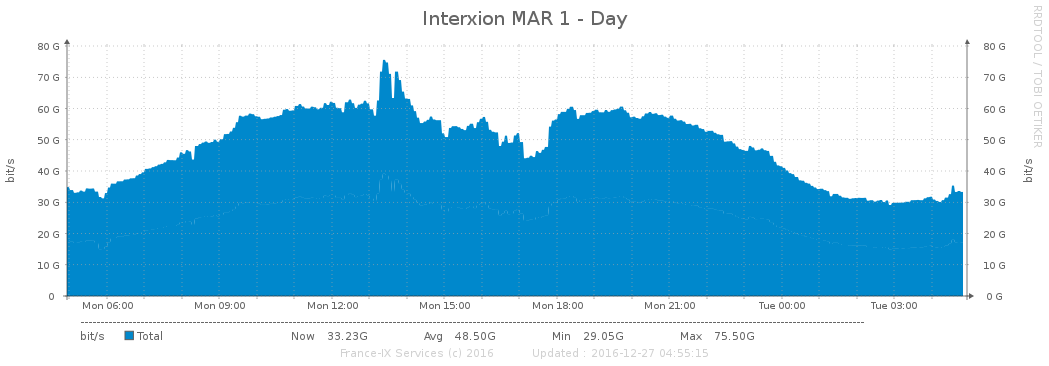 Interxion MAR 1 - Day
RRDTOOL / TOBI OETIKER
bit/s
bit/s
80 G 80 G
70 G 70 G
60 G 60 G
50 G 50 G
40 G 40 G
30 G 30 G
20 G 20 G
10 G 10 G
0 0 G
Mon 06:00 Mon 09:00 Mon 12:00 Mon 15:00 Mon 18:00 Mon 21:00 Tue 00:00 Tue 03:00
bit/s Total Now 33.23G Avg 48.50G Min 29.05G Max 75.50G
France-IX Services (c) 2016 Updated : 2016-12-27 04:55:15